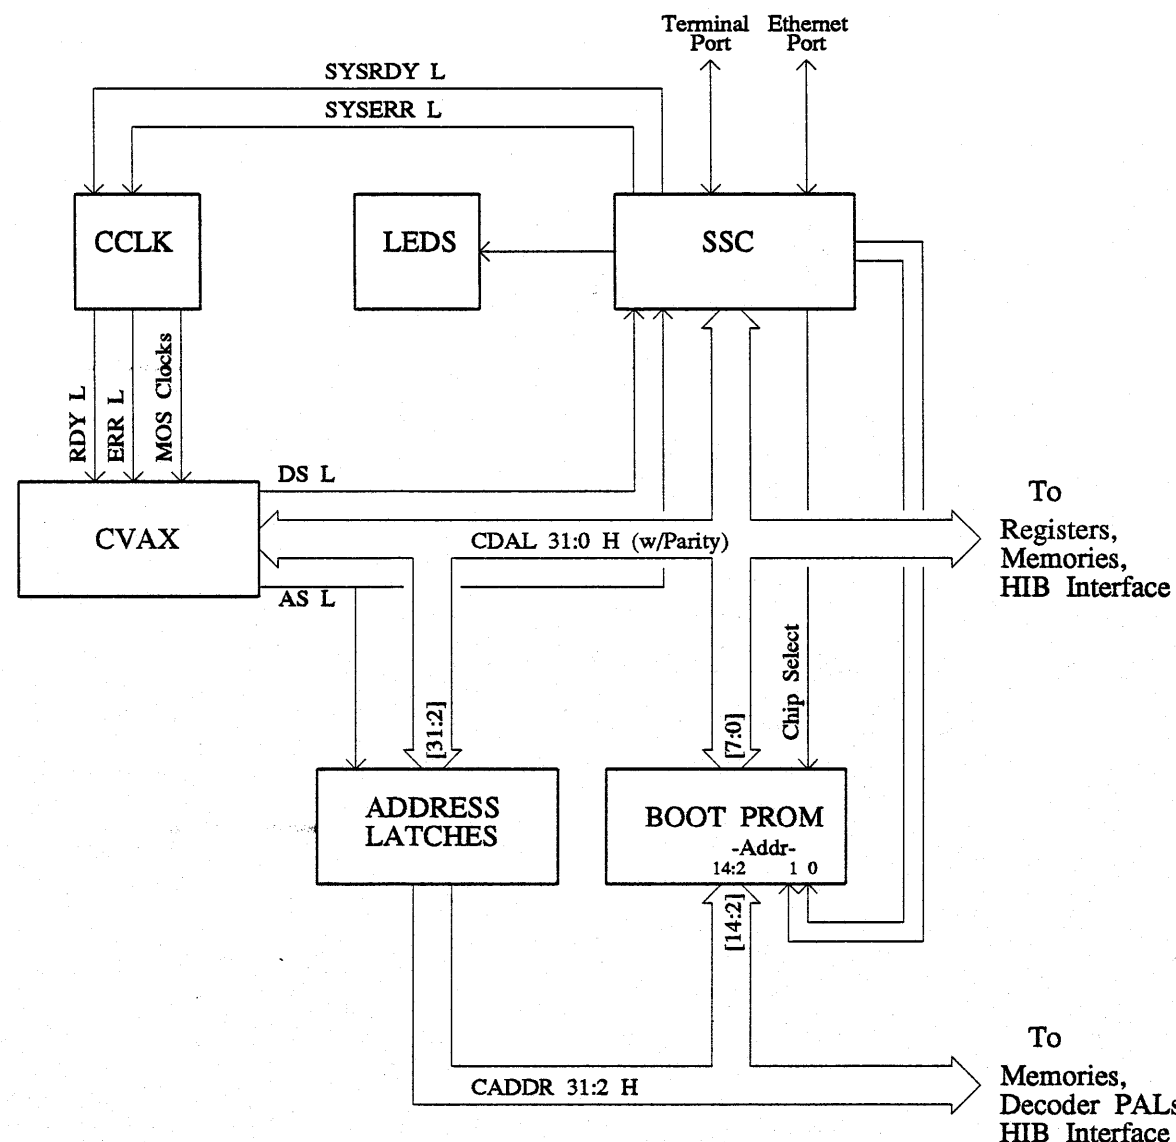 Terminal Port
Ethernet Port
SYSRDY L
SYSERR L
CCLK
LEDS
SSC
RDY L
ERR L
MOS Clocks
DS L
CVAX
CDAL 31:0 H (w/Parity)
To
Registers,
Memories,
HIB Interface
AS L
Chip Select
[31:2]
[7:0]
ADDRESS
LATCHES
BOOT PROM
-Addr-
14:2 1 0
[14:2]
CADDR 31:2 H
To
Memories,
Decoder PALs
HIB Interface